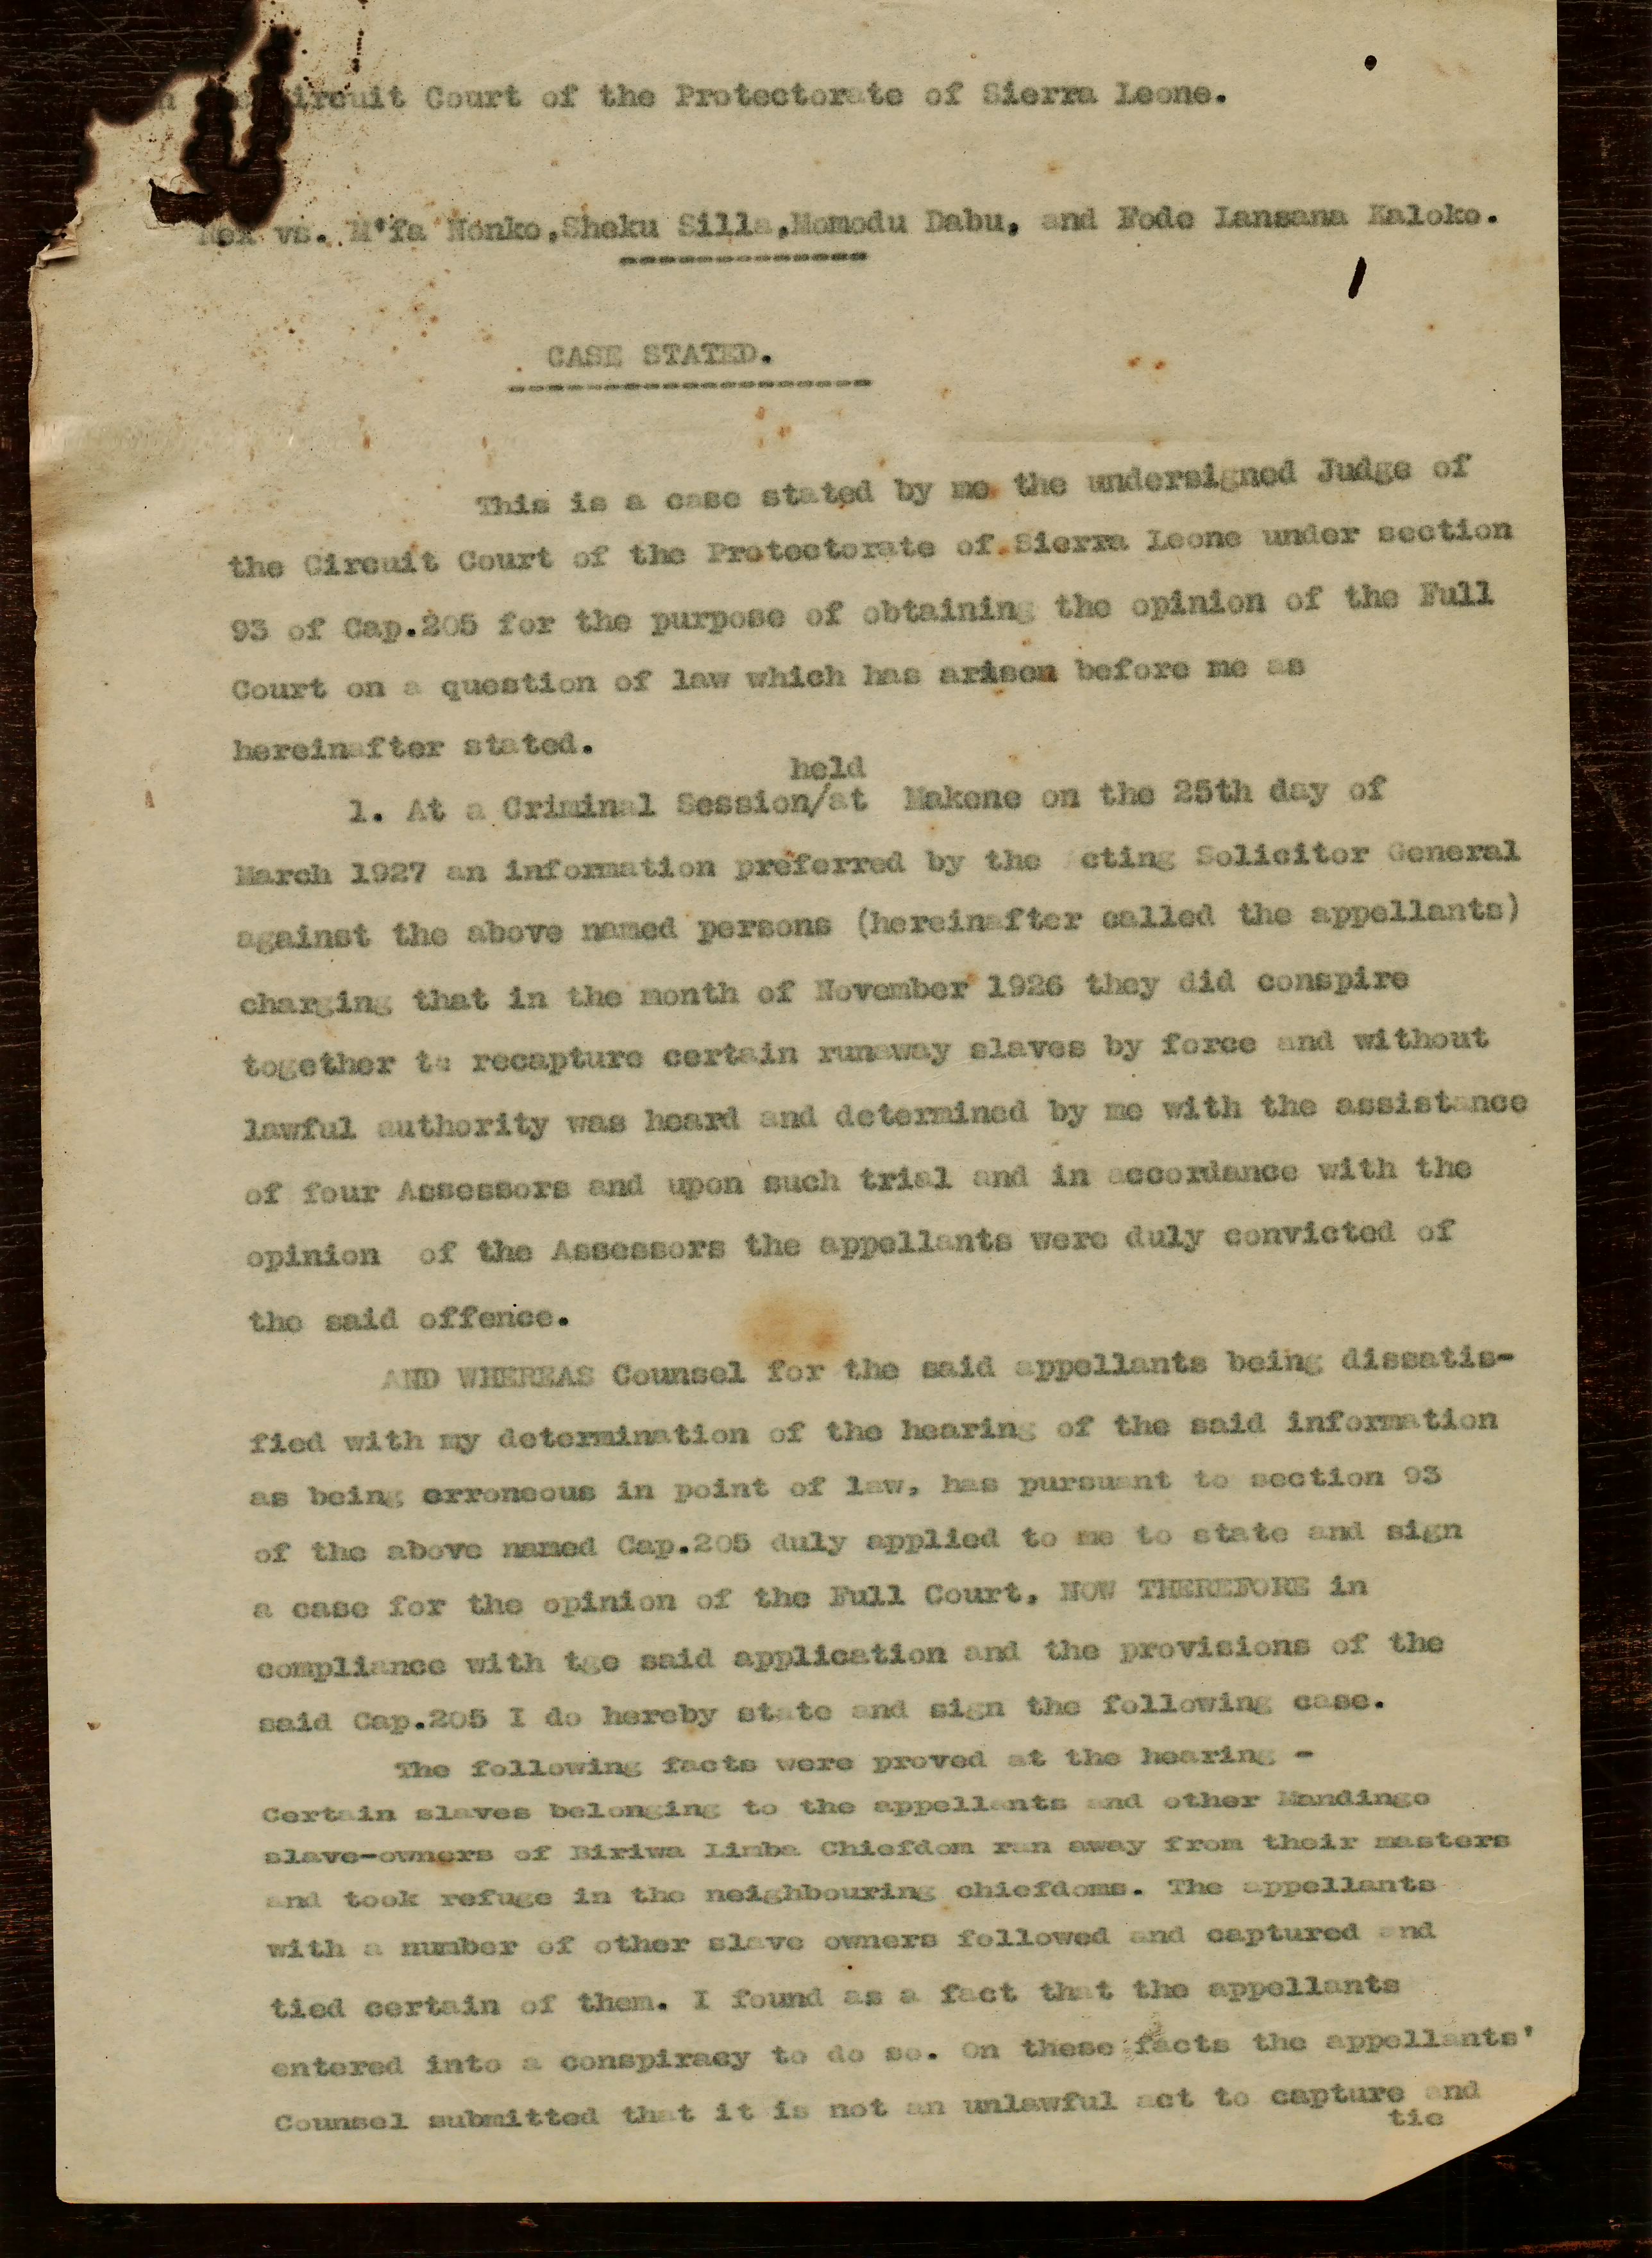 Circuit Court of the Protectorate of Sierra Leone.
Rex vs. M'fa Nonko,Sheku Silla,Momodu Dabu, and Fode Lansana Kaloko.
CASE STATED.
This is a case stated by me the undersigned Judge of
the Circuit Court of the Protectorate of Sierra Leone under section
93 of Cap.205 for the purpose of obtaining the opinion of the Full
Court on a question of law which has arisen before me as
hereinafter stated.
held
1. At a Criminal Session/at Makene on the 25th day of
March 1927 an information preferred by the Acting Solicitor General
against the above named persons (hereinafter called the appellants)
charging that in the month of November 1926 they did conspire
together to recapture certain runaway slaves by force and without
lawful authority was heard and determined by me with the assistance
of four Assessors and upon such trial and in accordance with the
opinion of the Assessors the appellants were duly convicted of
the said offence.
AND WHEREAS Counsel for the said appellants being dissatis-
fied with my determination of the hearing of the said information
as being erroneous in point of law, has pursuant to section 93
of the above named Cap.205 duly applied to me to state and sign
a case for the opinion of the Full Court, NOW THEREFORE in
compliance with tge said application and the provisions of the
said Cap.205 I do hereby state and sign the following case.
The following facts were proved at the hearing -
Certain slaves belonging to the appellants and other Mandingo
slave-owners of Biriwa Limba Chiefdom ran away from their masters
and took refuge in the neighbouring chiefdoms. The appellants
with a number of other slave owners followed and captured and
tied certain of them. I found as a fact that the appellants
entered into a conspiracy to do so. On these facts the appellants'
Counsel submitted that it is not an unlawful act to capture and
tie